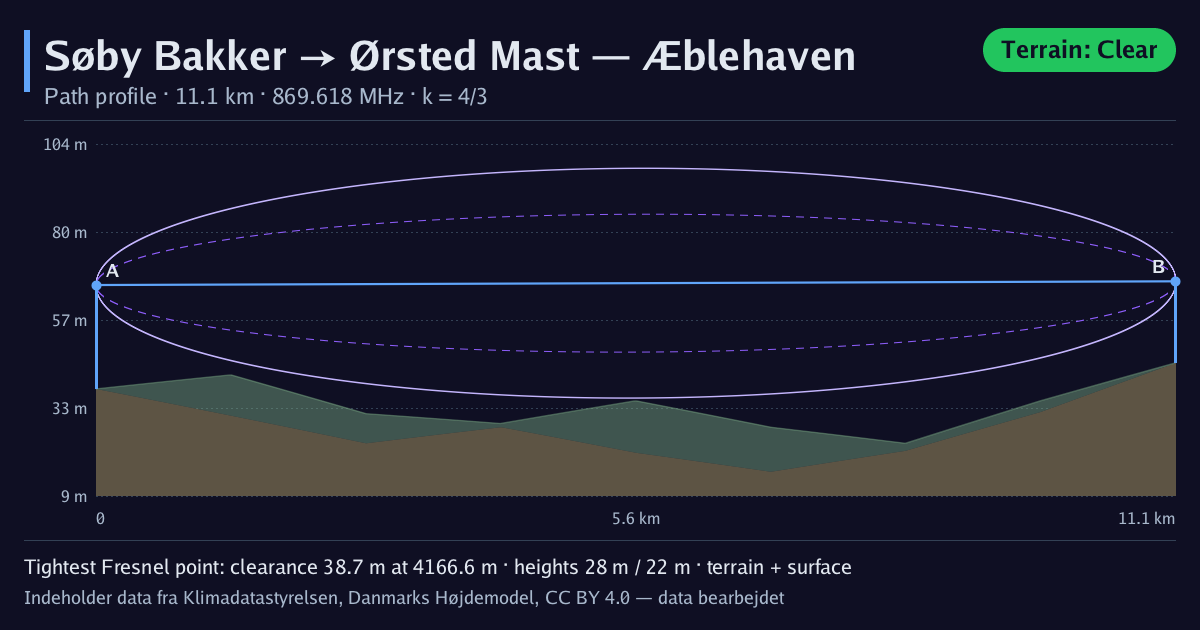 Søby Bakker → Ørsted Mast — Æblehaven
Terrain: Clear
Path profile · 11.1 km · 869.618 MHz · k = 4/3
104 m
80 m
57 m
33 m
9 m
A
B
0
5.6 km
11.1 km
Tightest Fresnel point: clearance 38.7 m at 4166.6 m · heights 28 m / 22 m · terrain + surface
Indeholder data fra Klimadatastyrelsen, Danmarks Højdemodel, CC BY 4.0 — data bearbejdet